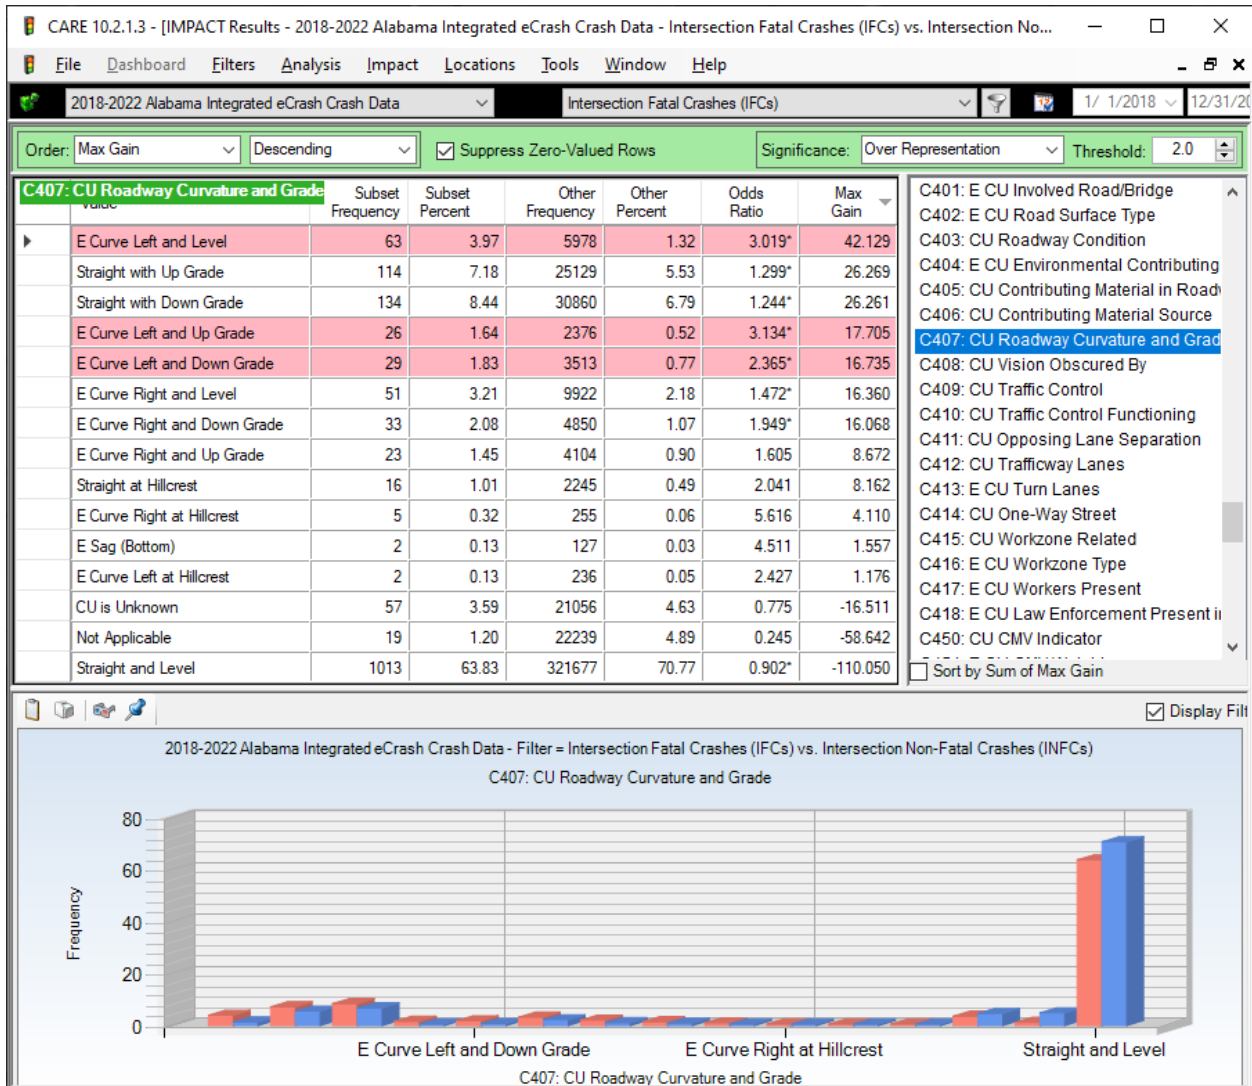 CARE 10.2.1.3 - [IMPACT Results - 2018-2022 Alabama Integrated eCrash Crash Data - Intersection Fatal Crashes (IFCs) vs. Intersection No...
File Dashboard Filters Analysis Impact Locations Tools Window Help
2018-2022 Alabama Integrated eCrash Crash Data Intersection Fatal Crashes (IFCs) 1/ 1/2018 12/31/20
Order: Max Gain Descending Suppress Zero-Valued Rows Significance: Over Representation Threshold: 2.0
C407: CU Roadway Curvature and Grade Subset Frequency Subset Percent Other Frequency Other Percent Odds Ratio Max Gain
E Curve Left and Level 63 3.97 5978 1.32 3.019* 42.129
Straight with Up Grade 114 7.18 25129 5.53 1.299* 26.269
Straight with Down Grade 134 8.44 30860 6.79 1.244* 26.261
E Curve Left and Up Grade 26 1.64 2376 0.52 3.134* 17.705
E Curve Left and Down Grade 29 1.83 3513 0.77 2.365* 16.735
E Curve Right and Level 51 3.21 9922 2.18 1.472* 16.360
E Curve Right and Down Grade 33 2.08 4850 1.07 1.949* 16.068
E Curve Right and Up Grade 23 1.45 4104 0.90 1.605 8.672
Straight at Hillcrest 16 1.01 2245 0.49 2.041 8.162
E Curve Right at Hillcrest 5 0.32 255 0.06 5.616 4.110
E Sag (Bottom) 2 0.13 127 0.03 4.511 1.557
E Curve Left at Hillcrest 2 0.13 236 0.05 2.427 1.176
CU is Unknown 57 3.59 21056 4.63 0.775 -16.511
Not Applicable 19 1.20 22239 4.89 0.245 -58.642
Straight and Level 1013 63.83 321677 70.77 0.902* -110.050
C401: E CU Involved Road/Bridge
C402: E CU Road Surface Type
C403: CU Roadway Condition
C404: E CU Environmental Contributing
C405: CU Contributing Material in Roadw
C406: CU Contributing Material Source
C407: CU Roadway Curvature and Grad
C408: CU Vision Obscured By
C409: CU Traffic Control
C410: CU Traffic Control Functioning
C411: CU Opposing Lane Separation
C412: CU Trafficway Lanes
C413: E CU Turn Lanes
C414: CU One-Way Street
C415: CU Workzone Related
C416: E CU Workzone Type
C417: E CU Workers Present
C418: E CU Law Enforcement Present i
C450: CU CMV Indicator
Sort by Sum of Max Gain
Display Filt
2018-2022 Alabama Integrated eCrash Crash Data - Filter = Intersection Fatal Crashes (IFCs) vs. Intersection Non-Fatal Crashes (INFCs)
C407: CU Roadway Curvature and Grade
80
60
40
20
0
Frequency
E Curve Left and Down Grade E Curve Right at Hillcrest Straight and Level
C407: CU Roadway Curvature and Grade